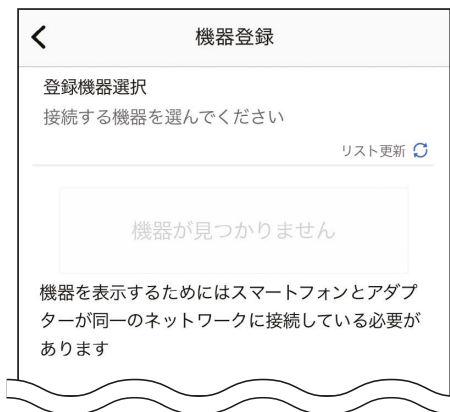 機器登録
登録機器選択
接続する機器を選んでください
リスト更新
機器が見つかりません
機器を表示するためにはスマートフォンとアダプ
ターが同一のネットワークに接続している必要が
あります